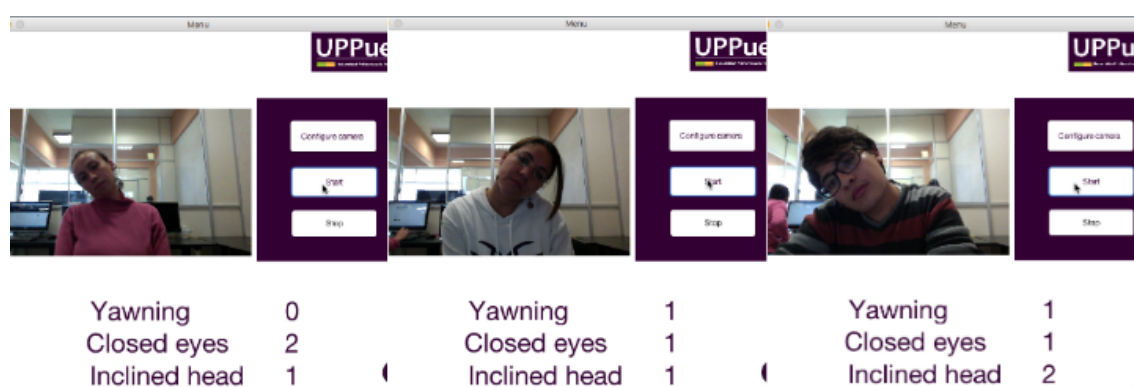 Menu
UPPue
Configure camera
Start
Stop
Yawning 0
Closed eyes 2
Inclined head 1
Menu
UPPue
Configure camera
Start
Stop
Yawning 1
Closed eyes 1
Inclined head 1
Menu
UPPu
Configure camera
Start
Stop
Yawning 1
Closed eyes 1
Inclined head 2